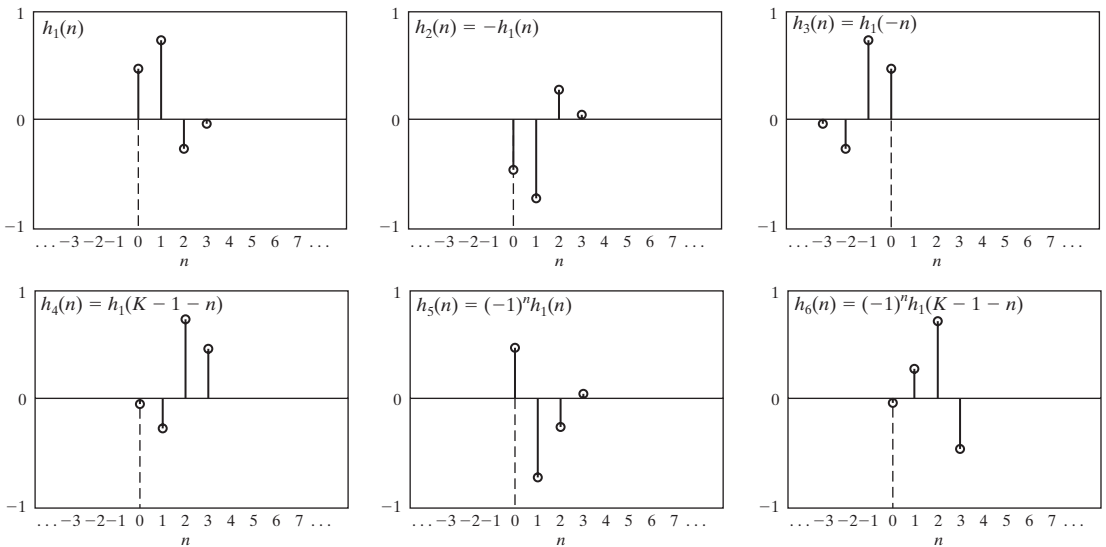 h₁(n)
1
0
−1
. . . −3 −2 −1 0 1 2 3 4 5 6 7 . . .
n
h₂(n) = −h₁(n)
1
0
−1
. . . −3 −2 −1 0 1 2 3 4 5 6 7 . . .
n
h₃(n) = h₁(−n)
1
0
−1
. . . −3 −2 −1 0 1 2 3 4 5 6 7 . . .
n
h₄(n) = h₁(K − 1 − n)
1
0
−1
. . . −3 −2 −1 0 1 2 3 4 5 6 7 . . .
n
h₅(n) = (−1)ⁿh₁(n)
1
0
−1
. . . −3 −2 −1 0 1 2 3 4 5 6 7 . . .
n
h₆(n) = (−1)ⁿh₁(K − 1 − n)
1
0
−1
. . . −3 −2 −1 0 1 2 3 4 5 6 7 . . .
n